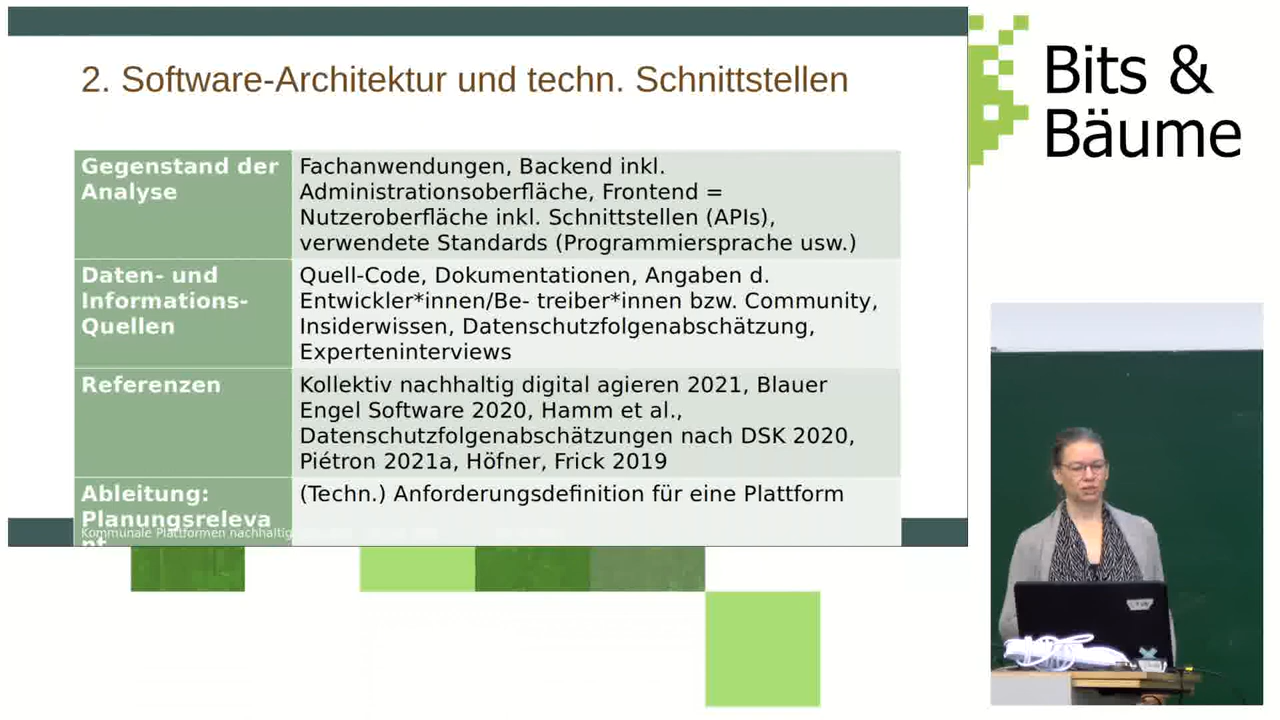 2. Software-Architektur und techn. Schnittstellen
Bits &
Bäume
Gegenstand der
Analyse
Fachanwendungen, Backend inkl.
Administrationsoberfläche, Frontend =
Nutzeroberfläche inkl. Schnittstellen (APIs),
verwendete Standards (Programmiersprache usw.)
Daten- und
Informations-
Quellen
Quell-Code, Dokumentationen, Angaben d.
Entwickler*innen/Be- treiber*innen bzw. Community,
Insiderwissen, Datenschutzfolgenabschätzung,
Experteninterviews
Referenzen
Kollektiv nachhaltig digital agieren 2021, Blauer
Engel Software 2020, Hamm et al.,
Datenschutzfolgenabschätzungen nach DSK 2020,
Piétron 2021a, Höfner, Frick 2019
Ableitung:
Planungsreleva
nt
(Techn.) Anforderungsdefinition für eine Plattform
Kommunale Plattformen nachhaltig